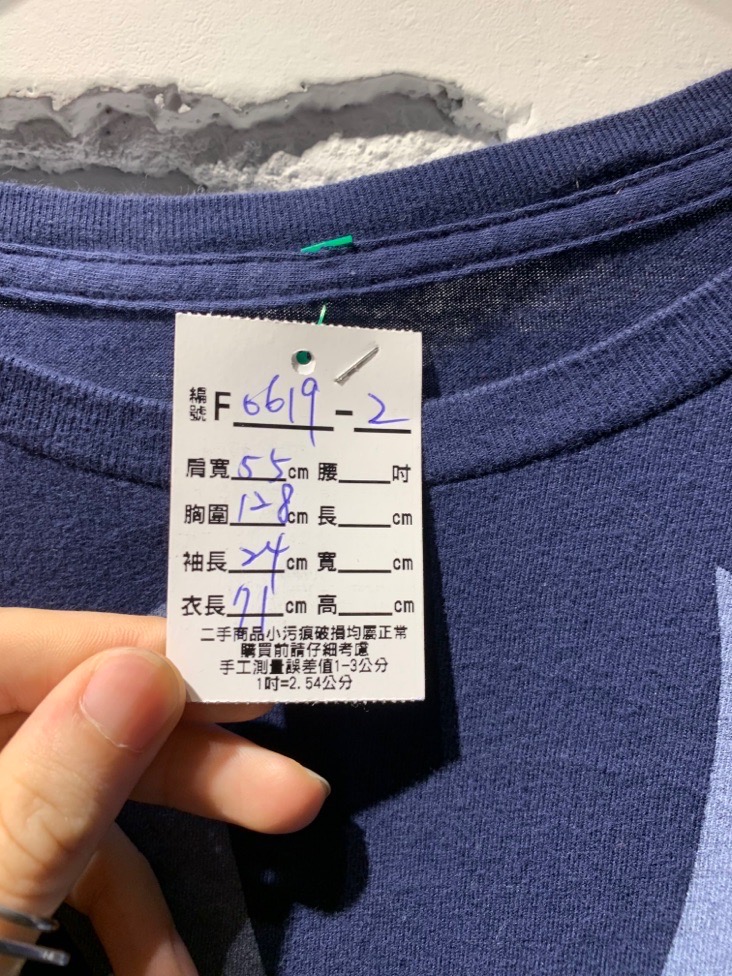 編號 F 6619 - 2
肩寬 55 cm 腰 吋
胸圍 128 cm 長 cm
袖長 24 cm 寬 cm
衣長 71 cm 高 cm
二手商品小污痕破損均屬正常
購買前請仔細考慮
手工測量誤差值1-3公分
1吋=2.54公分